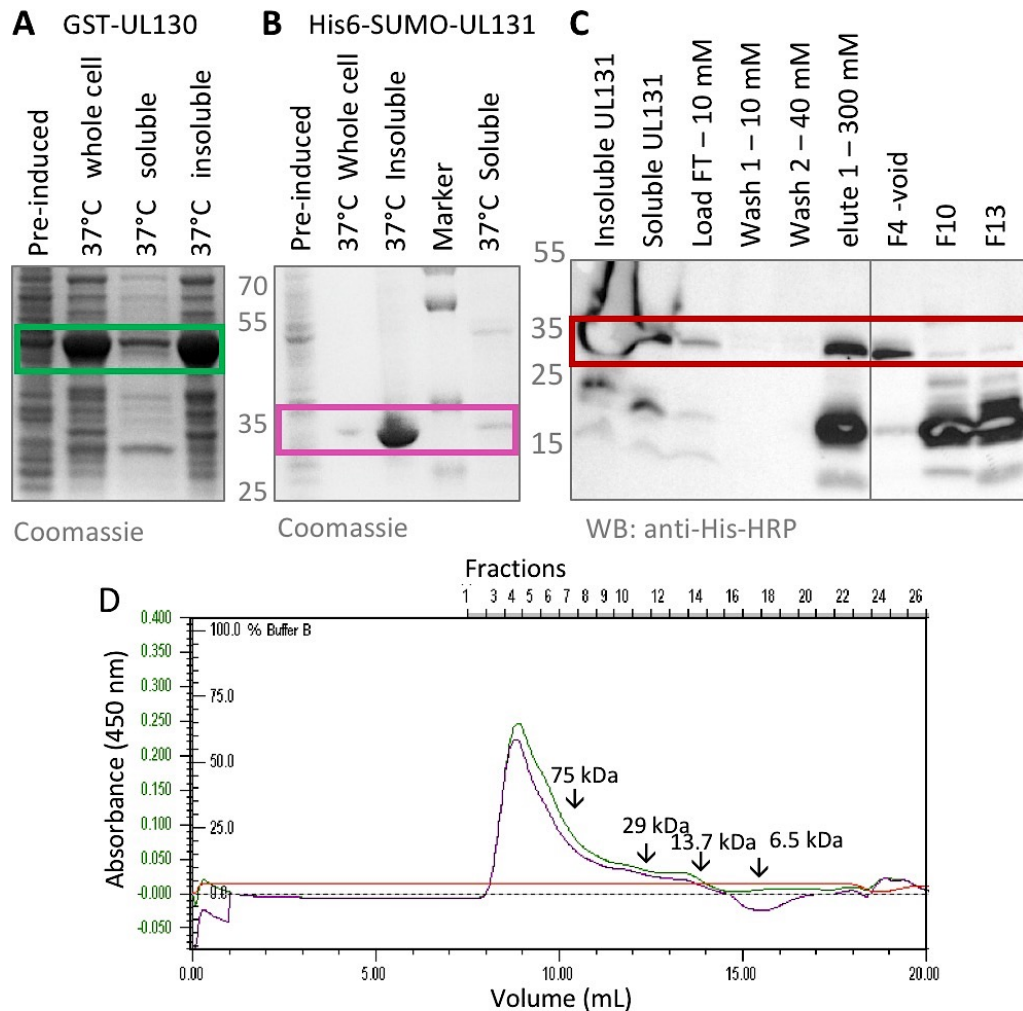 A GST-UL130
Pre-induced
37°C whole cell
37°C soluble
37°C insoluble
Coomassie
B His6-SUMO-UL131
Pre-induced
37°C Whole cell
37°C Insoluble
Marker
37°C Soluble
70
55
35
25
Coomassie
C
Insoluble UL131
Soluble UL131
Load FT – 10 mM
Wash 1 – 10 mM
Wash 2 – 40 mM
elute 1 – 300 mM
F4 -void
F10
F13
55
35
25
15
WB: anti-His-HRP
D
Fractions
1 3 4 5 6 7 8 9 10 12 14 16 18 20 22 24 26
Absorbance (450 nm)
0.400
0.350
0.300
0.250
0.200
0.150
0.100
0.050
-0.000
-0.050
100.0 % Buffer B
75.0
50.0
25.0
0.0
75 kDa
29 kDa
13.7 kDa
6.5 kDa
0.00 5.00 10.00 15.00 20.00
Volume (mL)